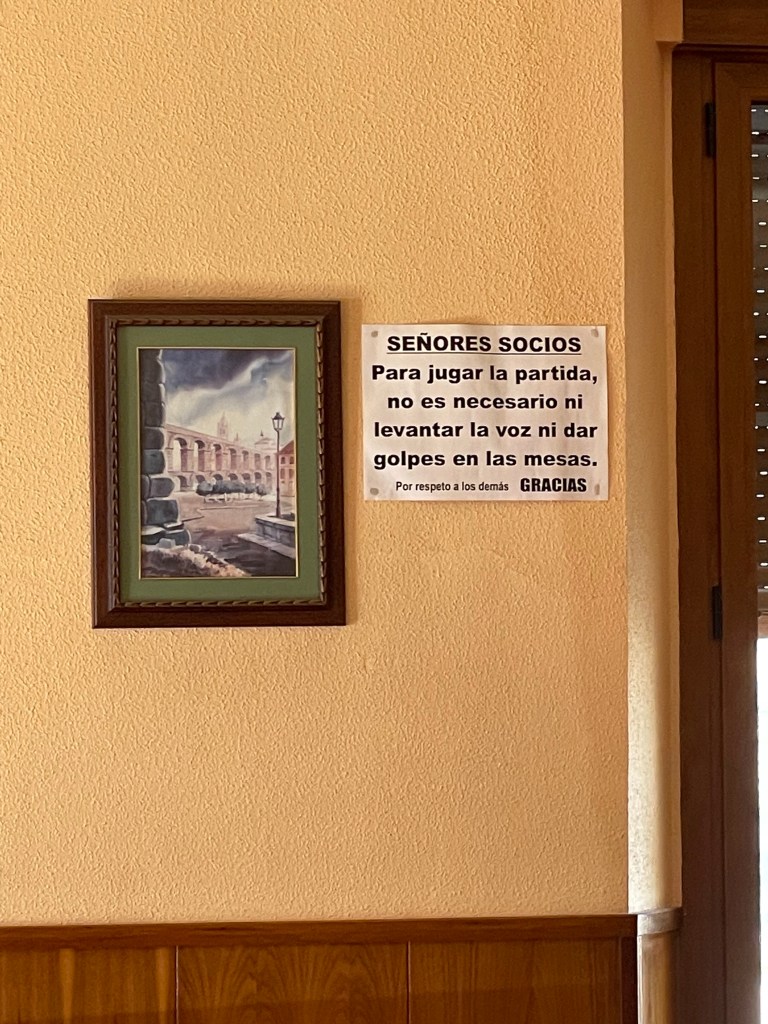 SEÑORES SOCIOS
Para jugar la partida,
no es necesario ni
levantar la voz ni dar
golpes en las mesas.
Por respeto a los demás GRACIAS